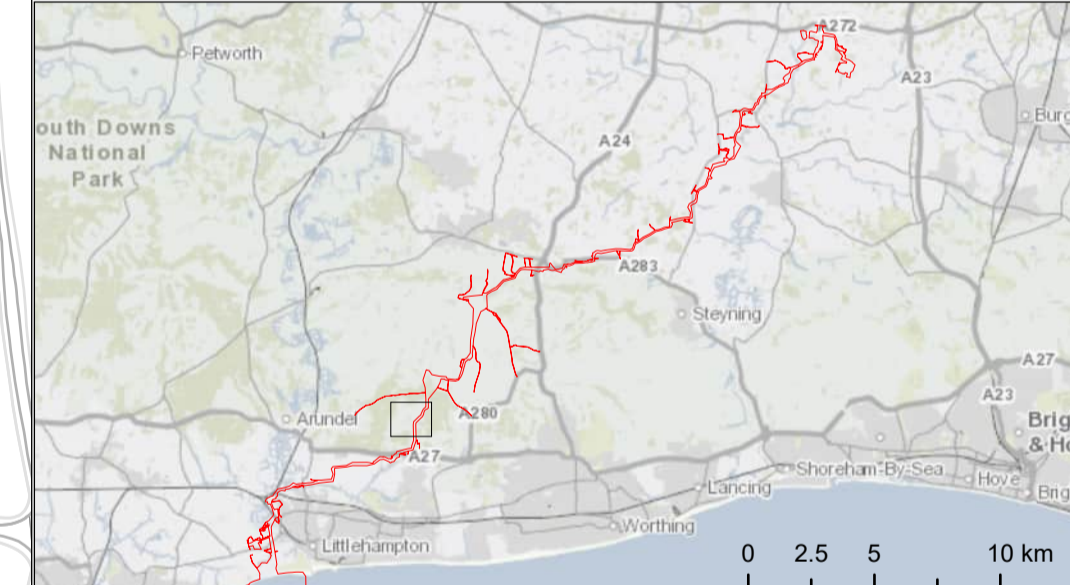 A272
Petworth
A23
Burg
outh Downs
National
Park
A24
A283
Steyning
A27
A23
Arundel
A280
Brig
& Ho
A27
Shoreham-By-Sea
Hove
Lancing
Brig
Worthing
Littlehampton
0 2.5 5 10 km